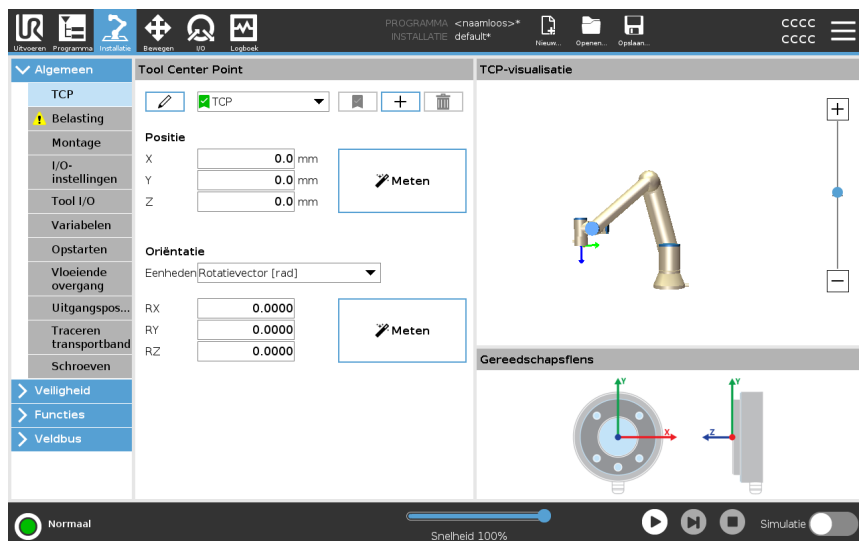 PROGRAMMA <naamloos>*
INSTALLATIE default*
cccc
cccc
Uitvoeren Programma Installatie Bewegen I/O Logboek Nieuw... Openen... Opslaan...
Algemeen
TCP
Belasting
Montage
I/O-
instellingen
Tool I/O
Variabelen
Opstarten
Vloeiende
overgang
Uitgangspos...
Traceren
transportband
Schroeven
Veiligheid
Functies
Veldbus
Tool Center Point
TCP
Positie
X 0.0 mm
Y 0.0 mm
Z 0.0 mm
Meten
Oriëntatie
Eenheden Rotatievector [rad]
RX 0.0000
RY 0.0000
RZ 0.0000
Meten
TCP-visualisatie
Gereedschapsflens
Y
X
Y
Z
Normaal
Snelheid 100%
Simulatie